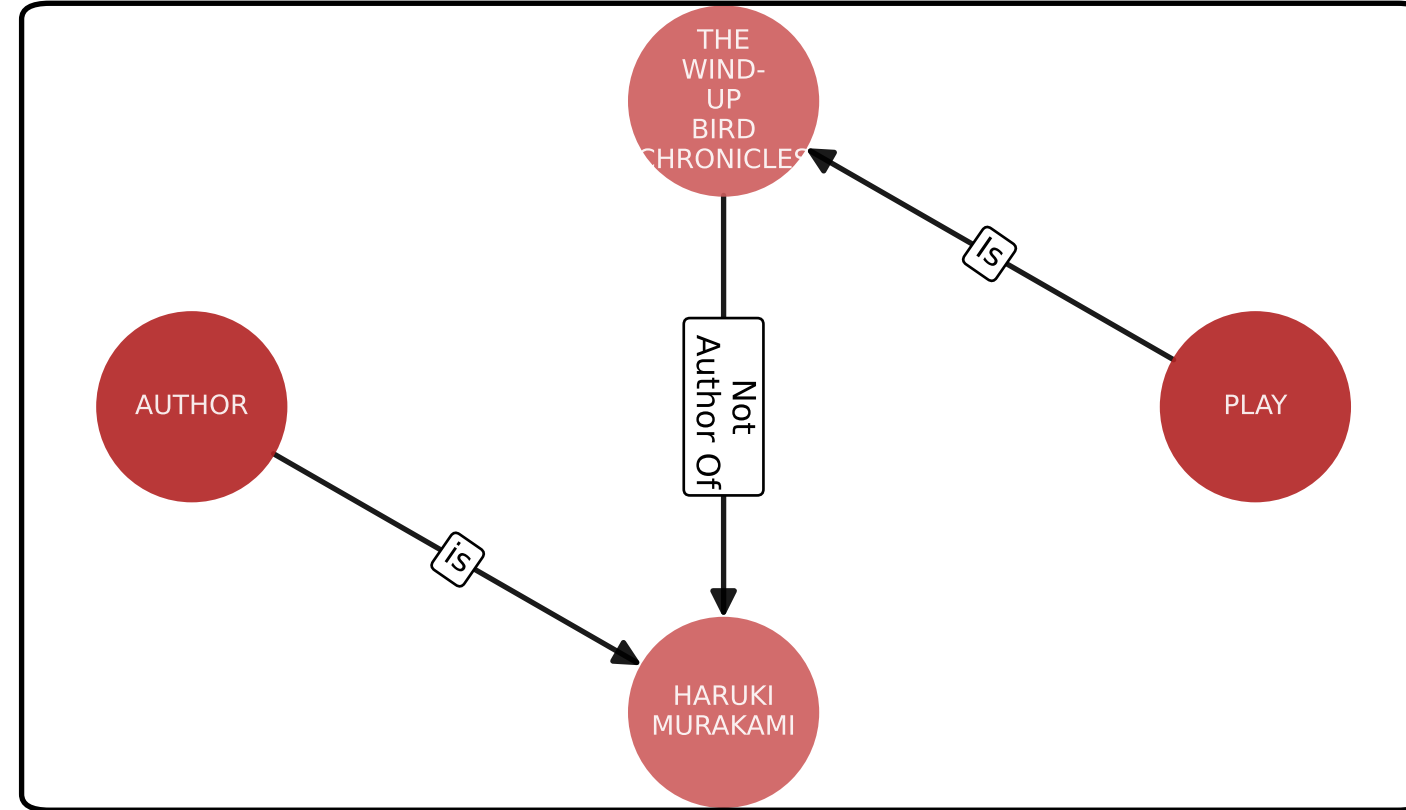 THE
WIND-
UP
BIRD
CHRONICLES
Is
Not
Author Of
AUTHOR
PLAY
is
HARUKI
MURAKAMI